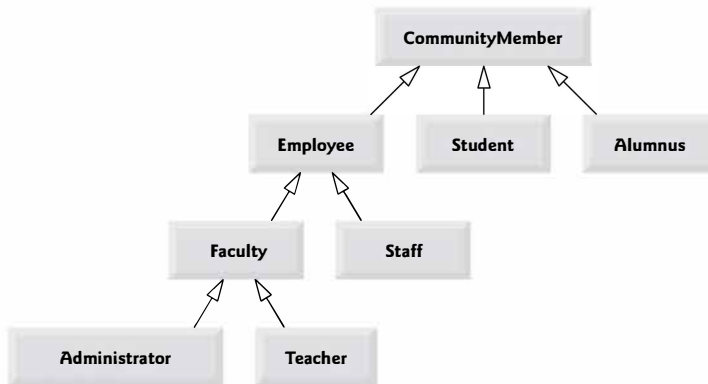 CommunityMember
Employee
Student
Alumnus
Faculty
Staff
Administrator
Teacher